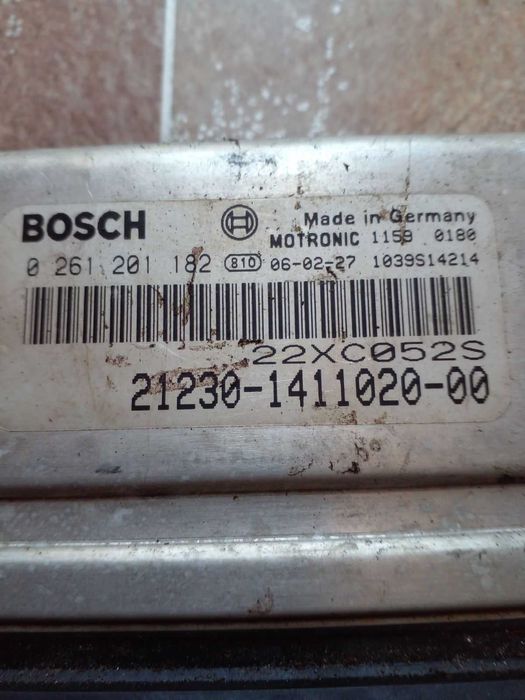 BOSCH
Made in Germany
MOTRONIC 1159 0180
0 261 201 182 810 06-02-27 1039S14214
22XC052S
21230-1411020-00